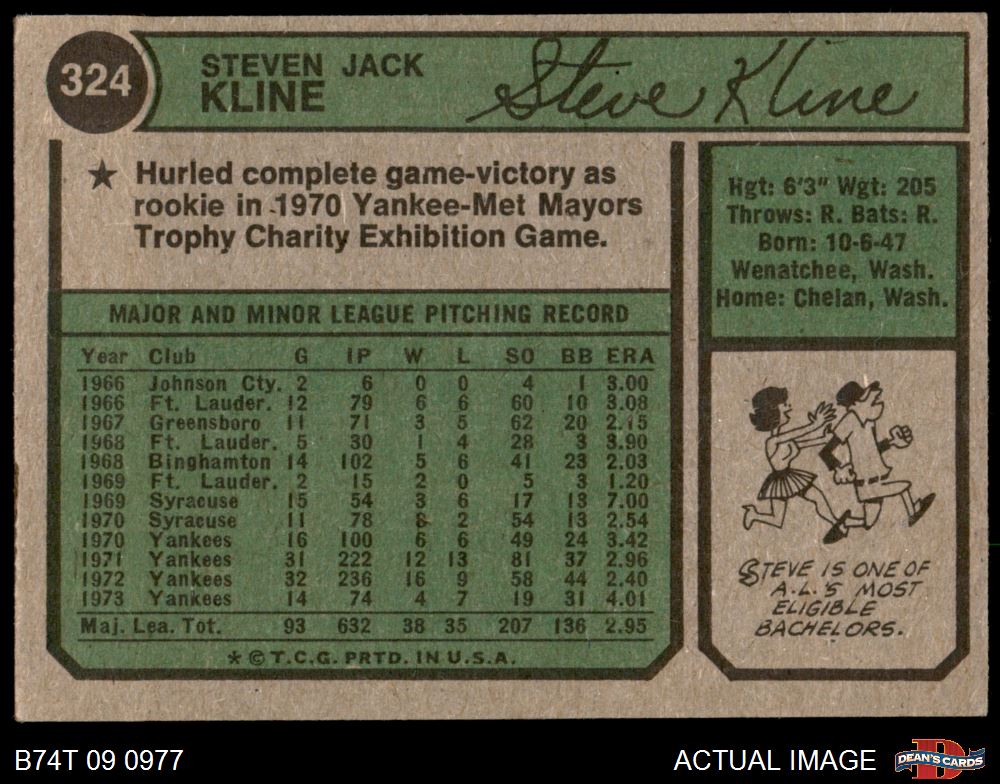 324
STEVEN JACK
KLINE
Steve Kline
★ Hurled complete game-victory as
rookie in 1970 Yankee-Met Mayors
Trophy Charity Exhibition Game.
Hgt: 6'3" Wgt: 205
Throws: R. Bats: R.
Born: 10-6-47
Wenatchee, Wash.
Home: Chelan, Wash.
MAJOR AND MINOR LEAGUE PITCHING RECORD
Year Club G IP W L SO BB ERA
1966 Johnson Cty. 2 6 0 0 4 1 3.00
1966 Ft. Lauder. 12 79 6 6 60 10 3.08
1967 Greensboro 11 71 3 5 62 20 2.15
1968 Ft. Lauder. 5 30 1 4 28 3 3.90
1968 Binghamton 14 102 5 6 41 23 2.03
1969 Ft. Lauder. 2 15 2 0 5 3 1.20
1969 Syracuse 15 54 3 6 17 13 7.00
1970 Syracuse 11 78 8 2 54 13 2.54
1970 Yankees 16 100 6 6 49 24 3.42
1971 Yankees 31 222 12 13 81 37 2.96
1972 Yankees 32 236 16 9 58 44 2.40
1973 Yankees 14 74 4 7 19 31 4.01
Maj. Lea. Tot. 93 632 38 35 207 136 2.95
* © T.C.G. PRTD. IN U.S.A.
STEVE IS ONE OF
A.L.'S MOST
ELIGIBLE
BACHELORS.
B74T 09 0977
ACTUAL IMAGE
DEAN'S CARDS